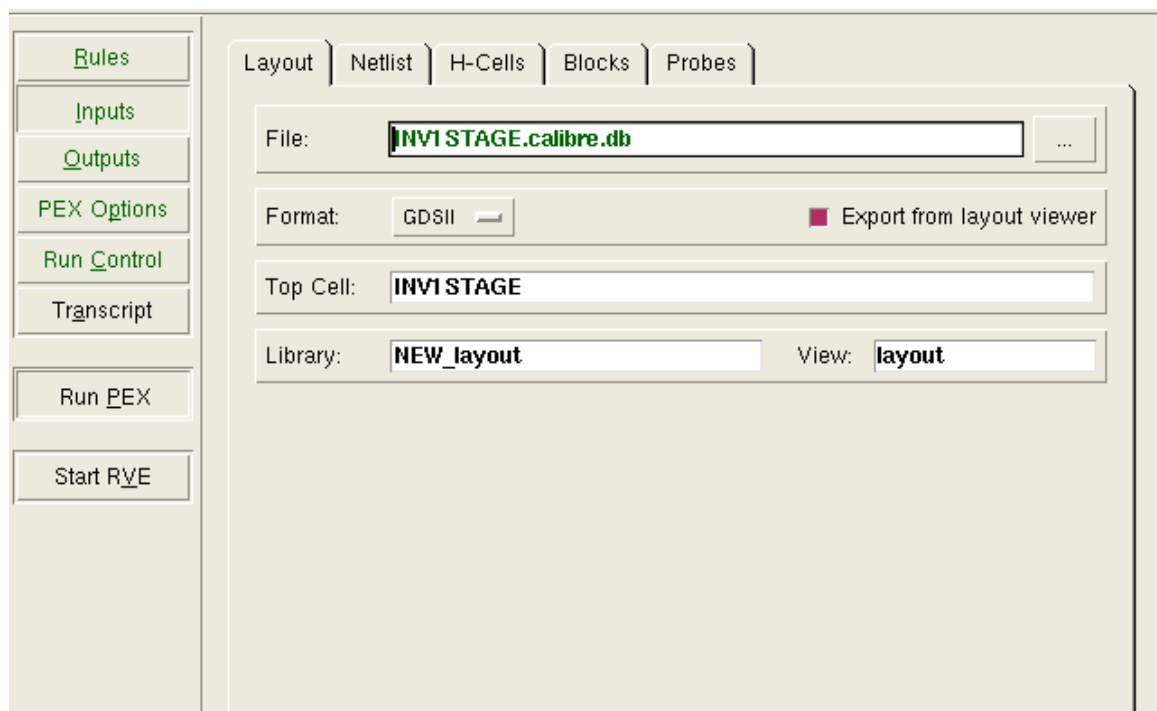 Rules
Inputs
Outputs
PEX Options
Run Control
Transcript
Run PEX
Start RVE
Layout Netlist H-Cells Blocks Probes
File: INV1STAGE.calibre.db ...
Format: GDSII Export from layout viewer
Top Cell: INV1STAGE
Library: NEW_layout View: layout